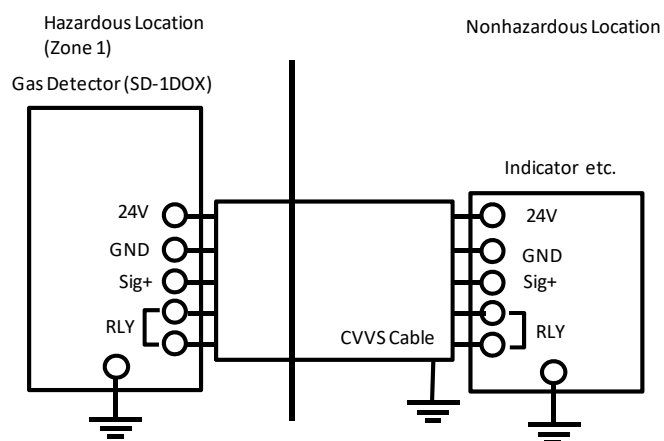 Hazardous Location
(Zone 1)
Nonhazardous Location
Gas Detector (SD-1DOX)
Indicator etc.
24V
GND
Sig+
RLY
CVVS Cable
24V
GND
Sig+
RLY